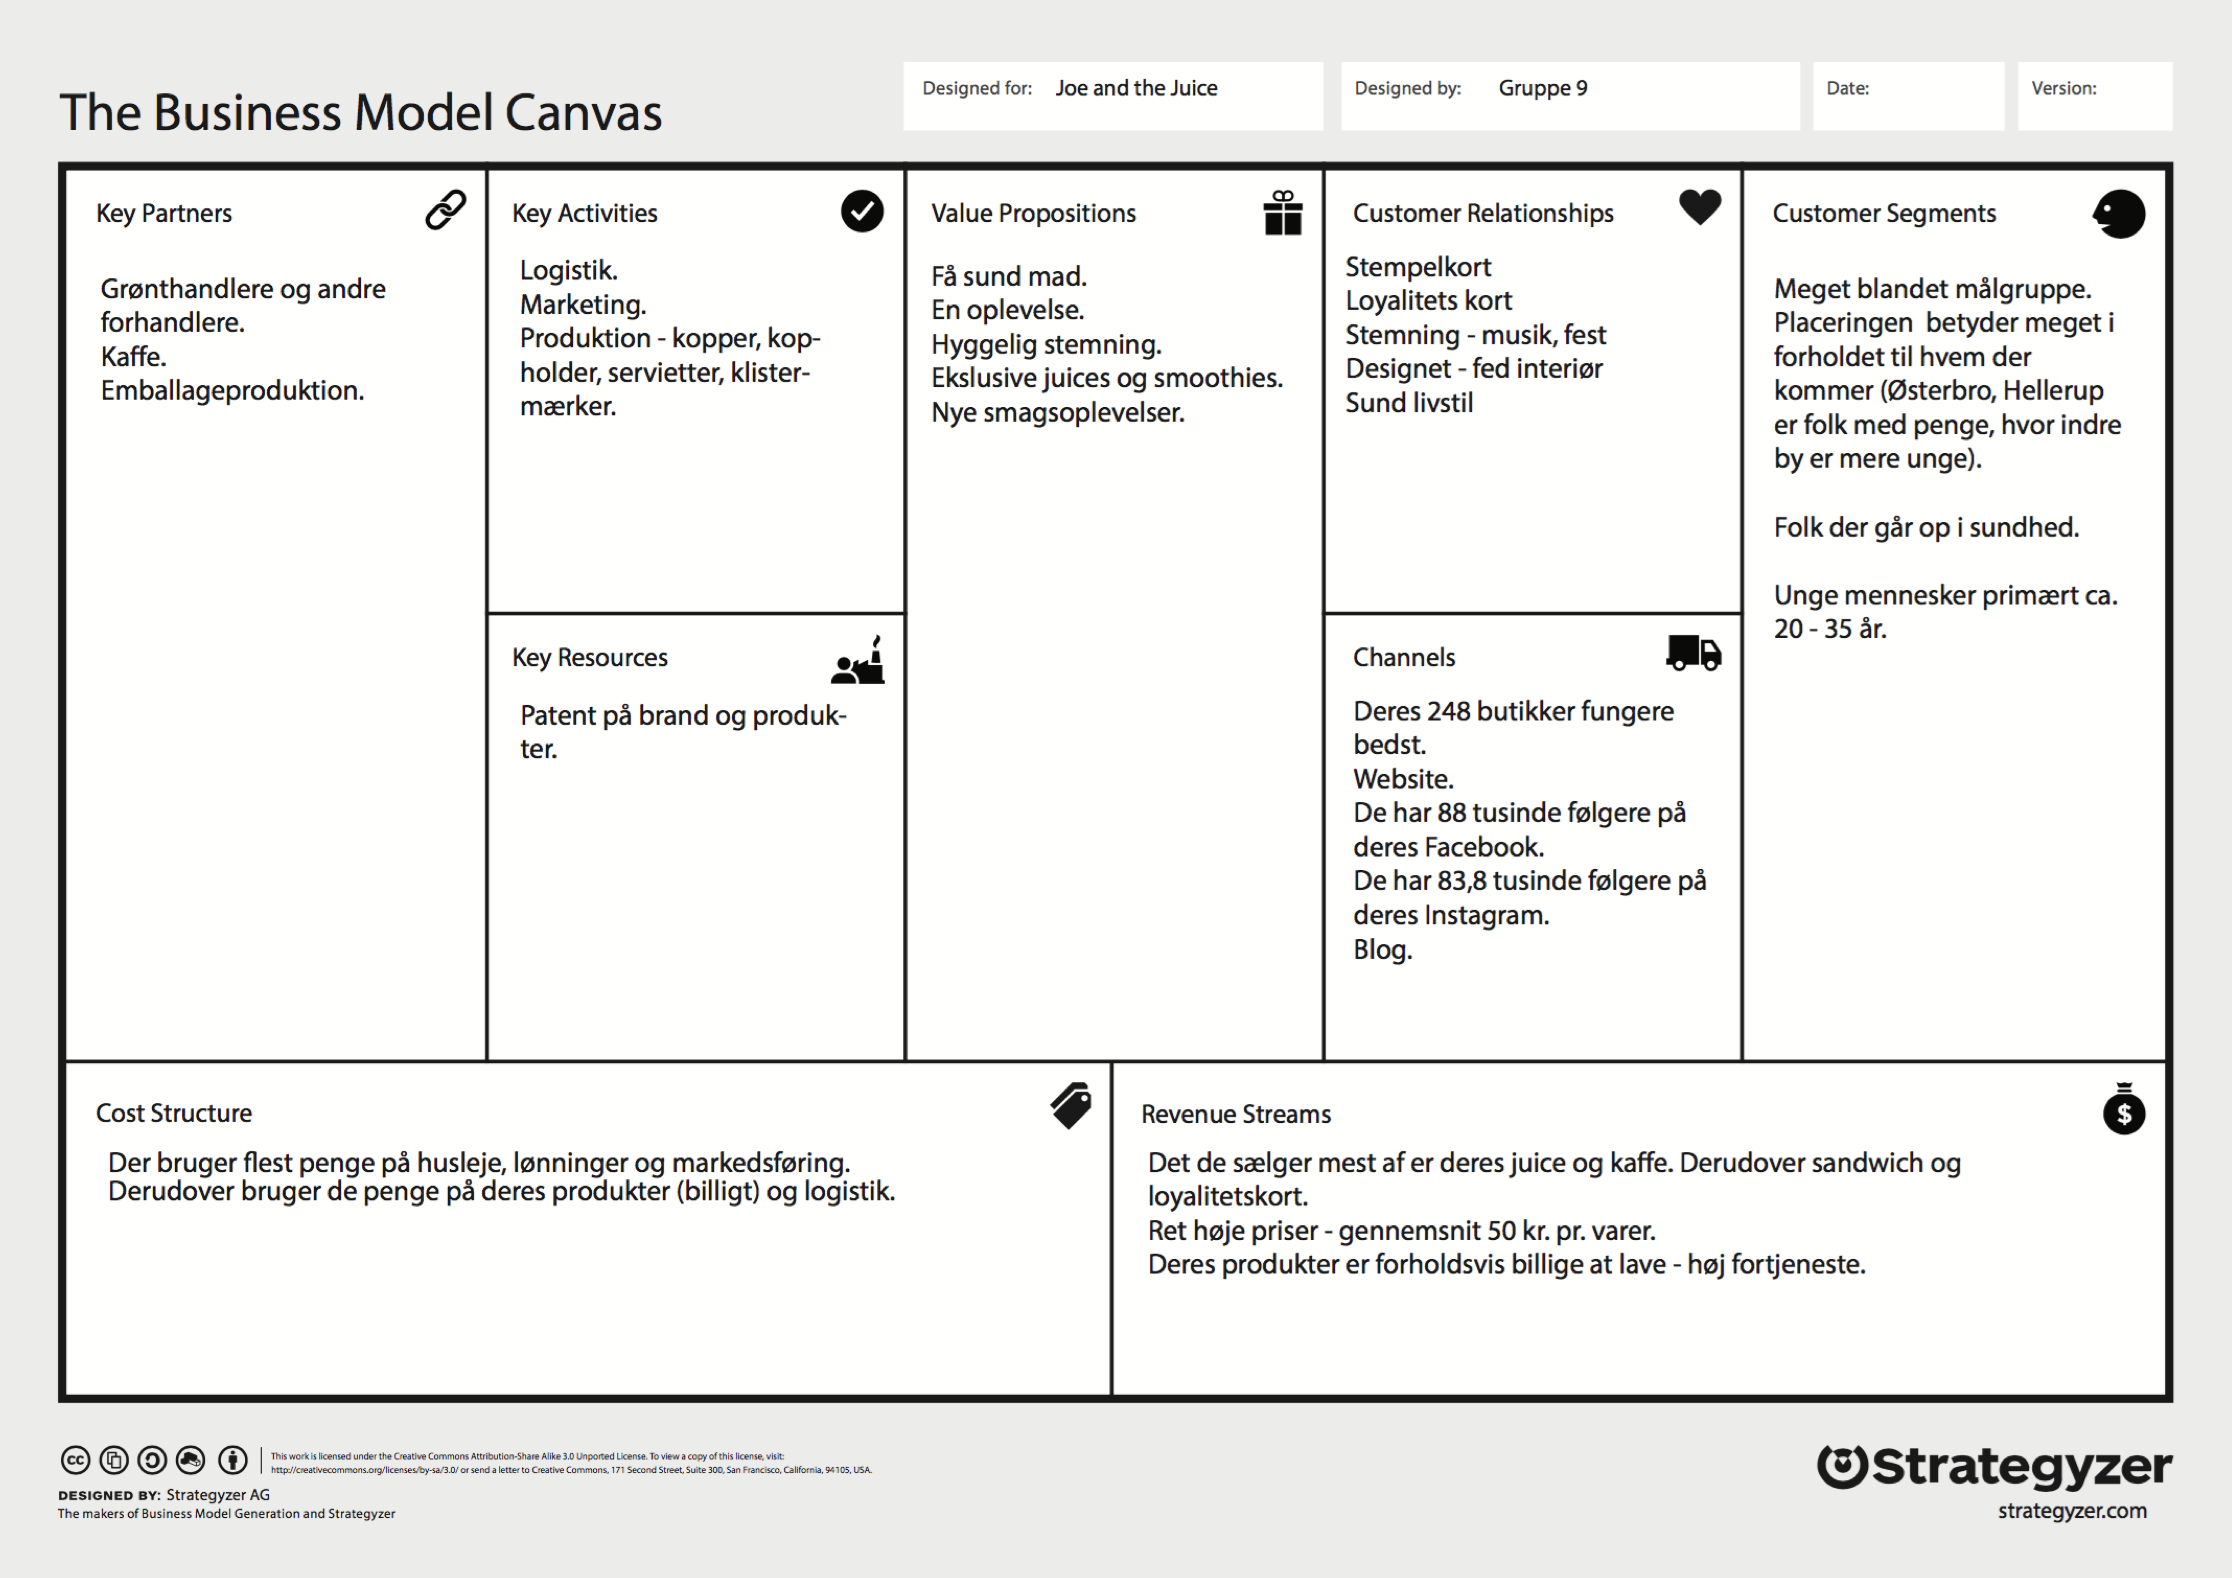 The Business Model Canvas
Designed for: Joe and the Juice
Designed by: Gruppe 9
Date:
Version:
Key Partners
Grønthandlere og andre
forhandlere.
Kaffe.
Emballageproduktion.
Key Activities
Logistik.
Marketing.
Produktion - kopper, kop-
holder, servietter, klister-
mærker.
Key Resources
Patent på brand og produk-
ter.
Value Propositions
Få sund mad.
En oplevelse.
Hyggelig stemning.
Ekslusive juices og smoothies.
Nye smagsoplevelser.
Customer Relationships
Stempelkort
Loyalitets kort
Stemning - musik, fest
Designet - fed interiør
Sund livstil
Channels
Deres 248 butikker fungere
bedst.
Website.
De har 88 tusinde følgere på
deres Facebook.
De har 83,8 tusinde følgere på
deres Instagram.
Blog.
Customer Segments
Meget blandet målgruppe.
Placeringen betyder meget i
forholdet til hvem der
kommer (Østerbro, Hellerup
er folk med penge, hvor indre
by er mere unge).
Folk der går op i sundhed.
Unge mennesker primært ca.
20 - 35 år.
Cost Structure
Der bruger flest penge på husleje, lønninger og markedsføring.
Derudover bruger de penge på deres produkter (billigt) og logistik.
Revenue Streams
Det de sælger mest af er deres juice og kaffe. Derudover sandwich og
loyalitetskort.
Ret høje priser - gennemsnit 50 kr. pr. varer.
Deres produkter er forholdsvis billige at lave - høj fortjeneste.
$
cc
This work is licensed under the Creative Commons Attribution-Share Alike 3.0 Unported License. To view a copy of this license, visit:
http://creativecommons.org/licenses/by-sa/3.0/ or send a letter to Creative Commons, 171 Second Street, Suite 300, San Francisco, California, 94105, USA.
DESIGNED BY: Strategyzer AG
The makers of Business Model Generation and Strategyzer
Strategyzer
strategyzer.com